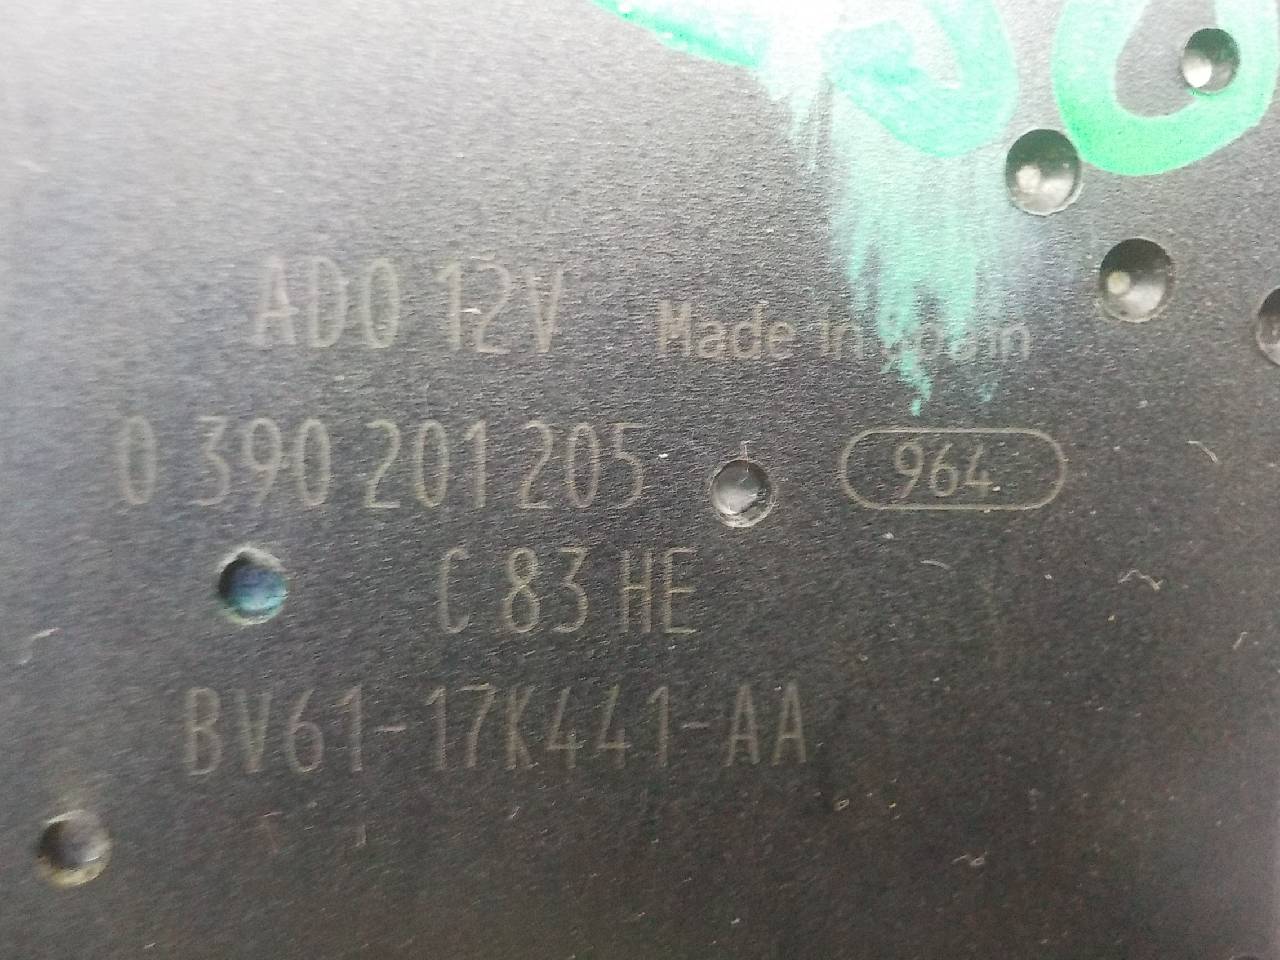 ADO 12V Made in Spain
0 390 201 205 964
C 83 HE
BV61-17K441-AA